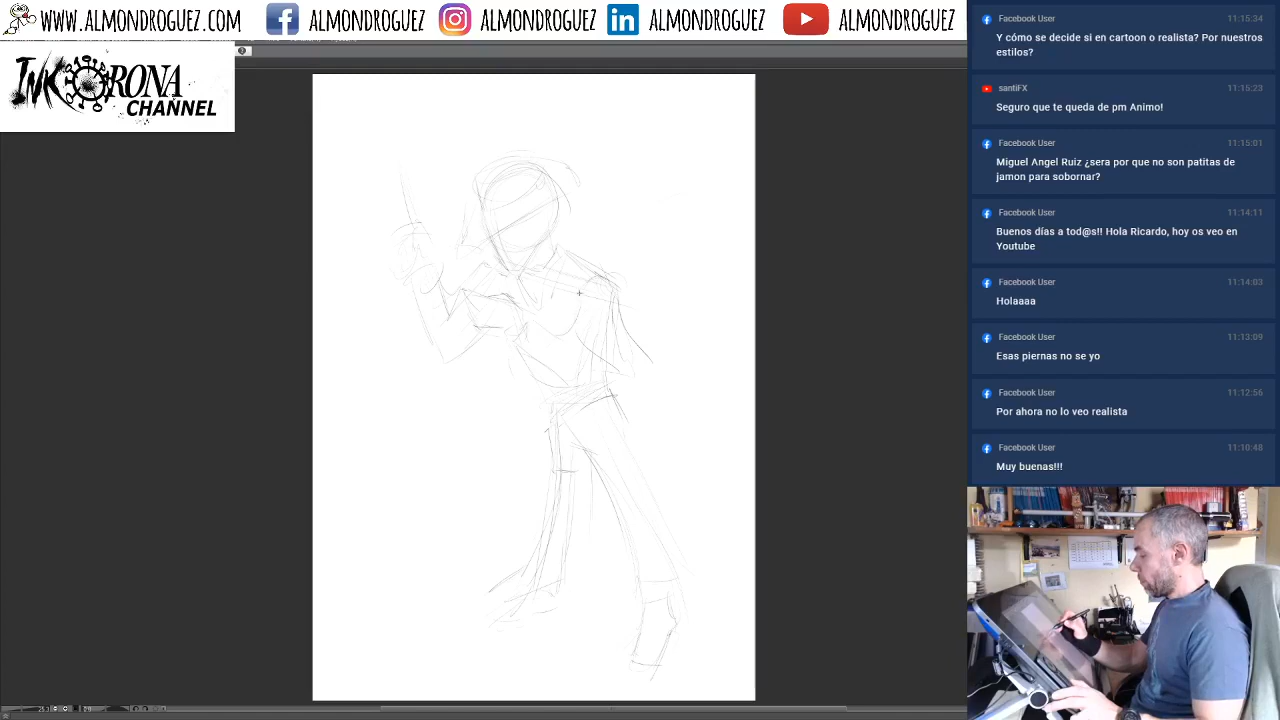 WWW.ALMONDROGUEZ.COM
ALMONDROGUEZ
ALMONDROGUEZ
ALMONDROGUEZ
ALMONDROGUEZ
INKORONA
CHANNEL
Facebook User 11:15:34
Y cómo se decide si en cartoon o realista? Por nuestros
estilos?
santiFX 11:15:23
Seguro que te queda de pm Animo!
Facebook User 11:15:01
Miguel Angel Ruiz ¿sera por que no son patitas de
jamon para sobornar?
Facebook User 11:14:11
Buenos días a tod@s!! Hola Ricardo, hoy os veo en
Youtube
Facebook User 11:14:03
Holaaaa
Facebook User 11:13:09
Esas piernas no se yo
Facebook User 11:12:56
Por ahora no lo veo realista
Facebook User 11:10:48
Muy buenas!!!